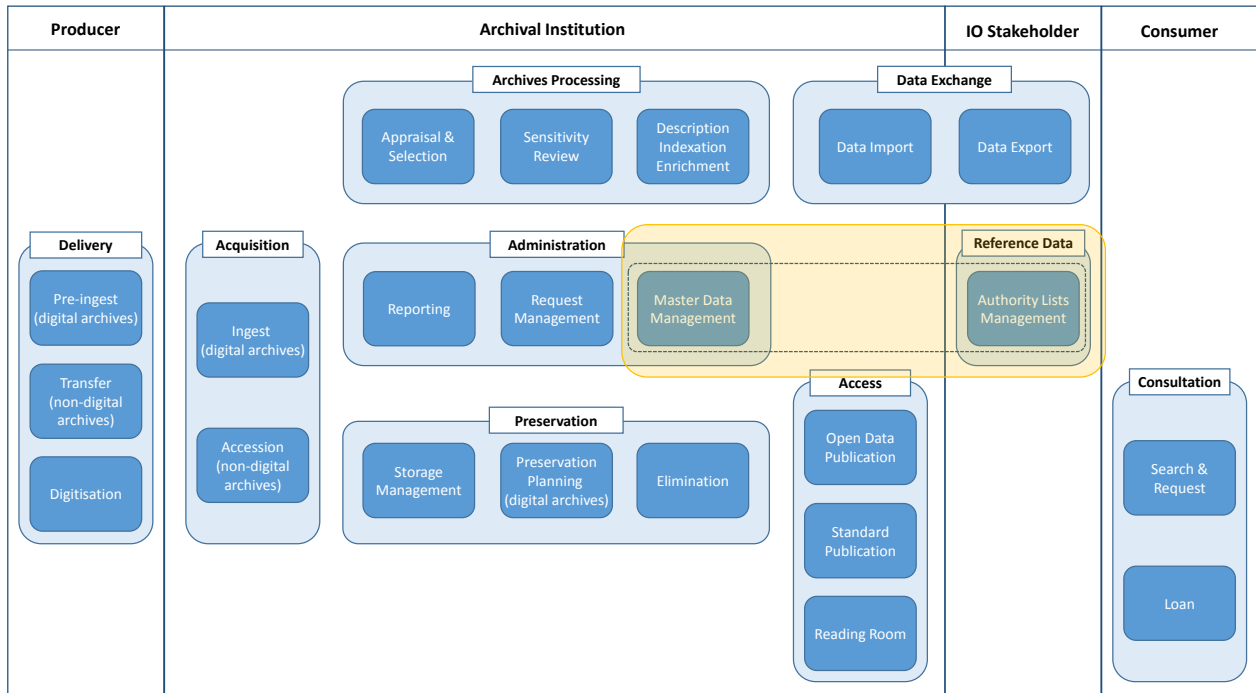 Producer
Archival Institution
IO Stakeholder
Consumer
Archives Processing
Appraisal &
Selection
Sensitivity
Review
Description
Indexation
Enrichment
Data Exchange
Data Import
Data Export
Delivery
Pre-ingest
(digital archives)
Transfer
(non-digital
archives)
Digitisation
Acquisition
Ingest
(digital archives)
Accession
(non-digital
archives)
Administration
Reporting
Request
Management
Master Data
Management
Reference Data
Authority Lists
Management
Preservation
Storage
Management
Preservation
Planning
(digital archives)
Elimination
Access
Open Data
Publication
Standard
Publication
Reading Room
Consultation
Search &
Request
Loan